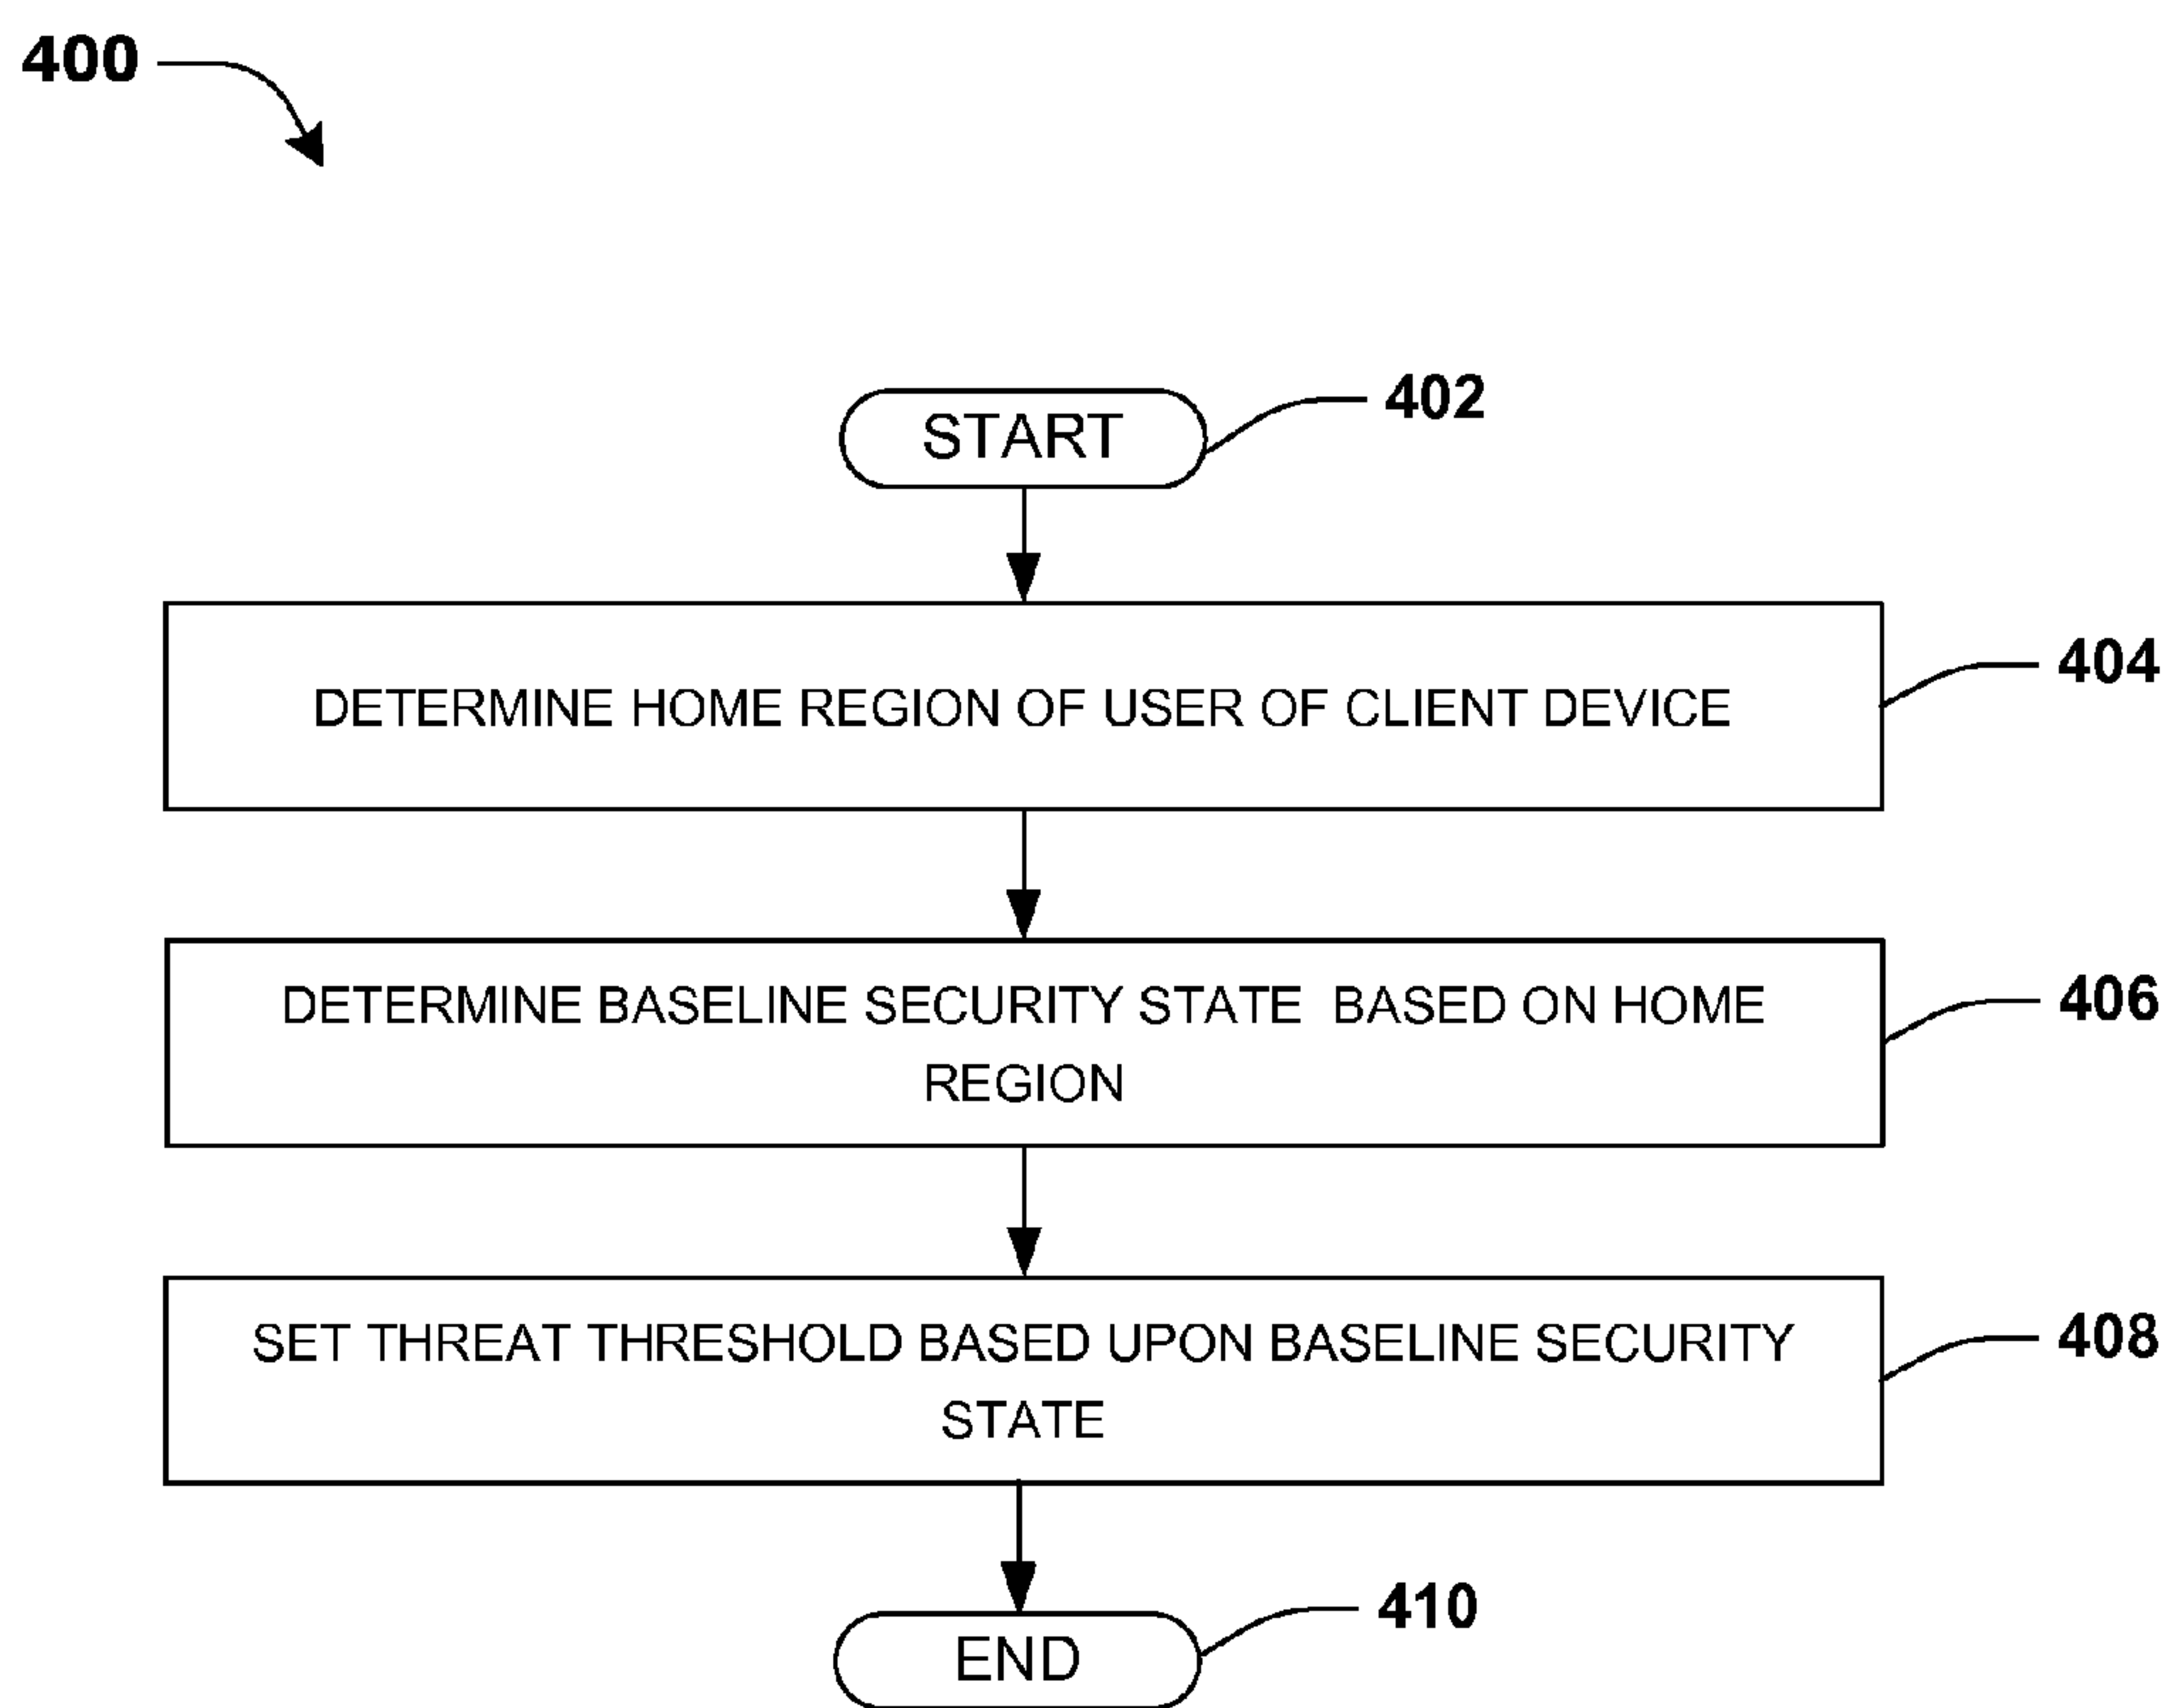 400
START
402
DETERMINE HOME REGION OF USER OF CLIENT DEVICE
404
DETERMINE BASELINE SECURITY STATE BASED ON HOME
REGION
406
SET THREAT THRESHOLD BASED UPON BASELINE SECURITY
STATE
408
END
410